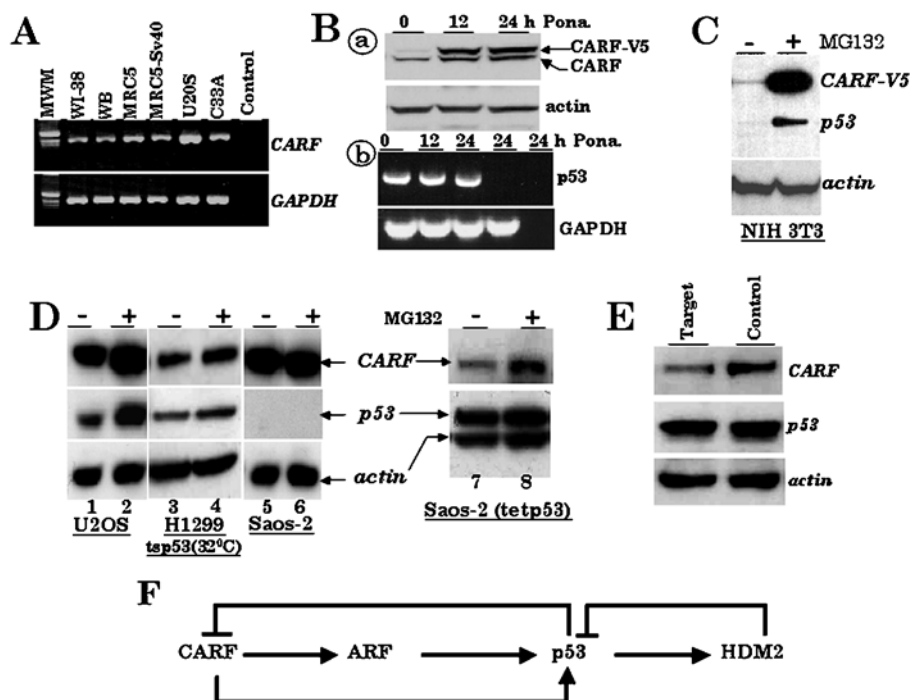 A
MWM
WI-38
WB
MRC5
MRC5-Sv40
U20S
C33A
Control
CARF
GAPDH
B
0 12 24 h Pona.
a
CARF-V5
CARF
actin
0 12 24 24 24 h Pona.
b
p53
GAPDH
C
- + MG132
CARF-V5
p53
actin
NIH 3T3
D
- + - + - + MG132 - +
CARF
p53
actin
1 2 3 4 5 6 7 8
U2OS H1299 Saos-2 Saos-2 (tetp53)
tsp53(32⁰C)
E
Target
Control
CARF
p53
actin
F
CARF ARF p53 HDM2